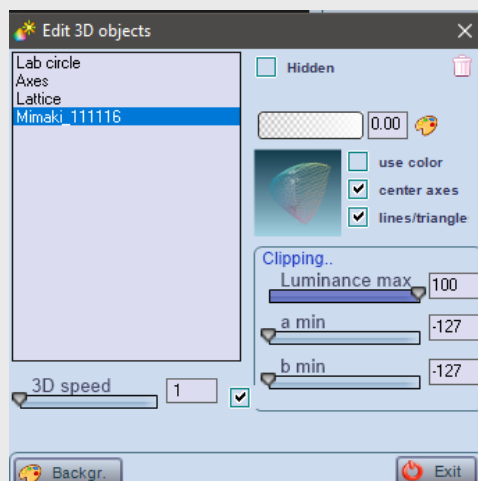 Edit 3D objects
Lab circle
Axes
Lattice
Mimaki_111116
Hidden
0.00
use color
center axes
lines/triangle
Clipping..
Luminance max
100
a min
-127
b min
-127
3D speed
1
Backgr.
Exit